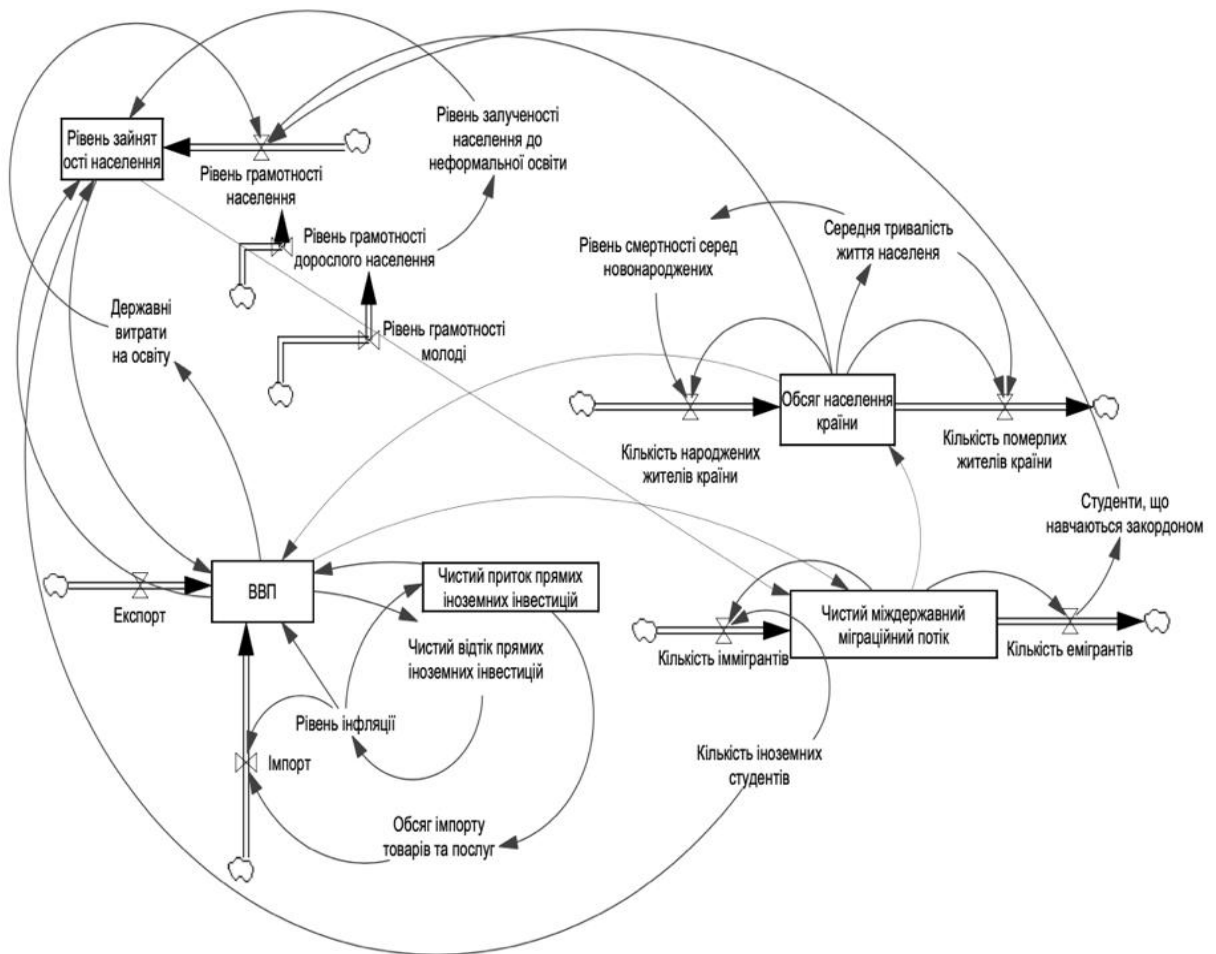 Рівень зайнят
ості населення
Рівень грамотності
населення
Рівень залученості
населення до
неформальної освіти
Рівень грамотності
дорослого населення
Рівень грамотності
молоді
Державні
витрати
на освіту
Рівень смертності серед
новонароджених
Середня тривалість
життя населеня
Обсяг населення
країни
Кількість народжених
жителів країни
Кількість померлих
жителів країни
Студенти, що
навчаються закордоном
ВВП
Експорт
Чистий приток прямих
іноземних інвестицій
Чистий відтік прямих
іноземних інвестицій
Рівень інфляції
Імпорт
Обсяг імпорту
товарів та послуг
Чистий міждержавний
міграційний потік
Кількість іммігрантів
Кількість емігрантів
Кількість іноземних
студентів